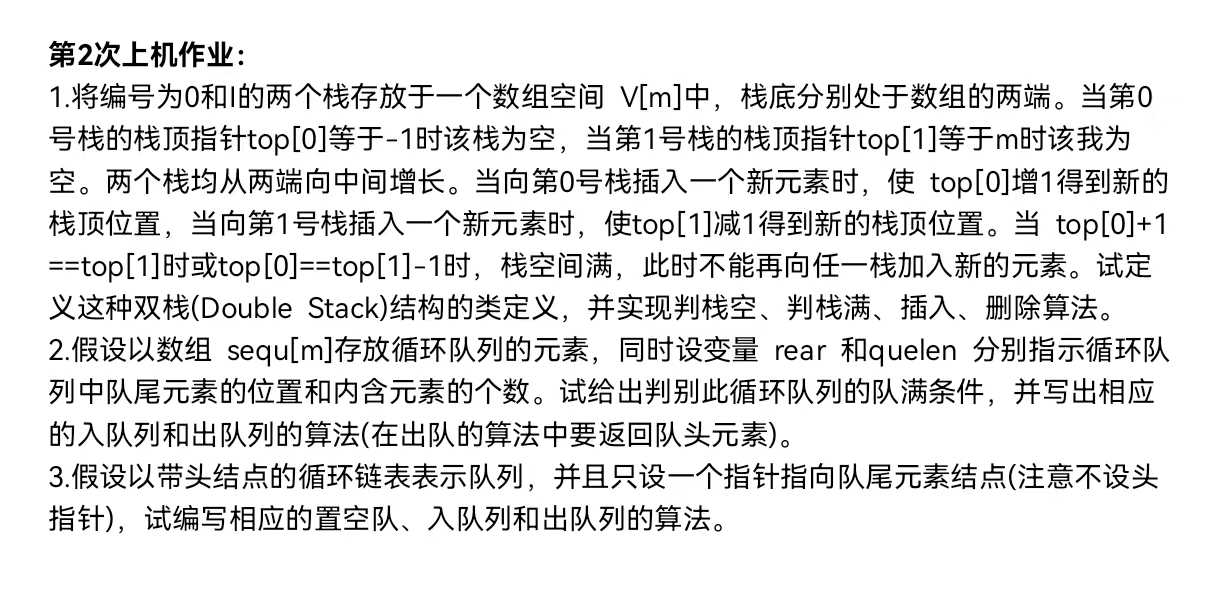 第2次上机作业：
1.将编号为0和I的两个栈存放于一个数组空间 V[m]中，栈底分别处于数组的两端。当第0
号栈的栈顶指针top[0]等于-1时该栈为空，当第1号栈的栈顶指针top[1]等于m时该我为
空。两个栈均从两端向中间增长。当向第0号栈插入一个新元素时，使 top[0]增1得到新的
栈顶位置，当向第1号栈插入一个新元素时，使top[1]减1得到新的栈顶位置。当 top[0]+1
==top[1]时或top[0]==top[1]-1时，栈空间满，此时不能再向任一栈加入新的元素。试定
义这种双栈(Double Stack)结构的类定义，并实现判栈空、判栈满、插入、删除算法。
2.假设以数组 sequ[m]存放循环队列的元素，同时设变量 rear 和quelen 分别指示循环队
列中队尾元素的位置和内含元素的个数。试给出判别此循环队列的队满条件，并写出相应
的入队列和出队列的算法(在出队的算法中要返回队头元素)。
3.假设以带头结点的循环链表表示队列，并且只设一个指针指向队尾元素结点(注意不设头
指针)，试编写相应的置空队、入队列和出队列的算法。